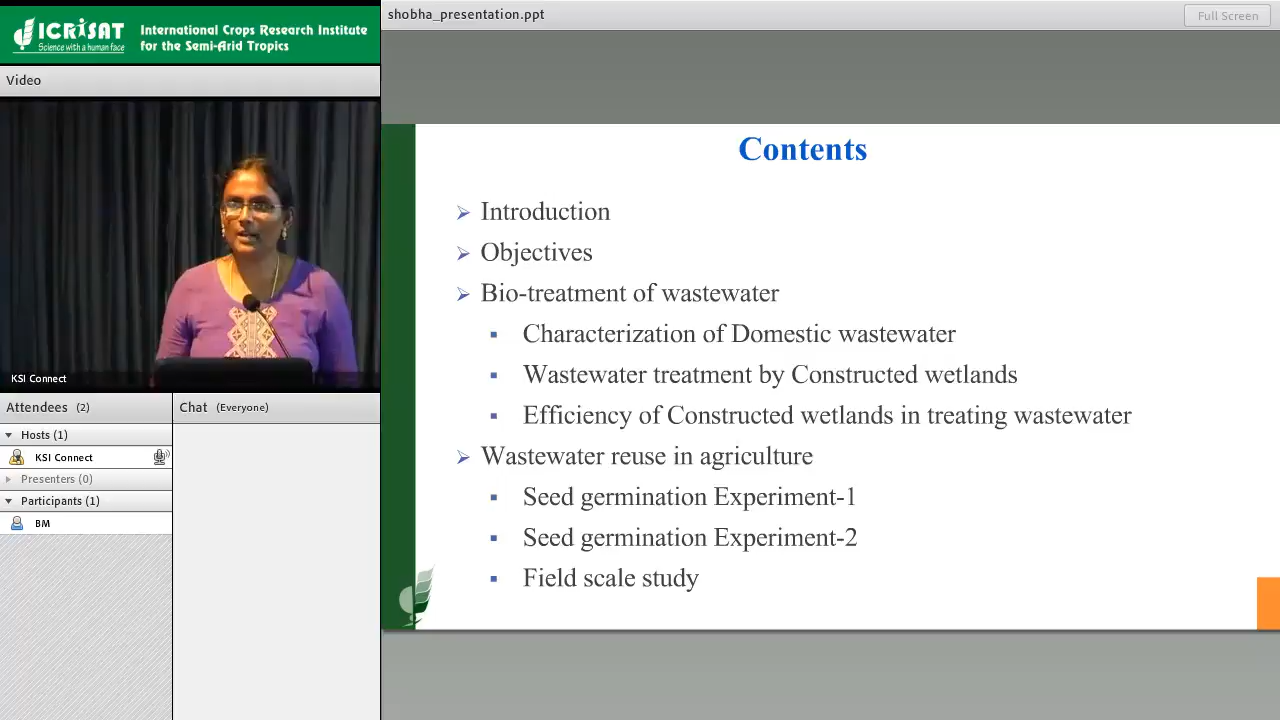 ICRISAT
Science with a human face
International Crops Research Institute
for the Semi-Arid Tropics
Video
KSI Connect
Attendees (2)
Hosts (1)
KSI Connect
Presenters (0)
Participants (1)
BM
Chat (Everyone)
shobha_presentation.ppt
Full Screen
Contents
Introduction
Objectives
Bio-treatment of wastewater
Characterization of Domestic wastewater
Wastewater treatment by Constructed wetlands
Efficiency of Constructed wetlands in treating wastewater
Wastewater reuse in agriculture
Seed germination Experiment-1
Seed germination Experiment-2
Field scale study